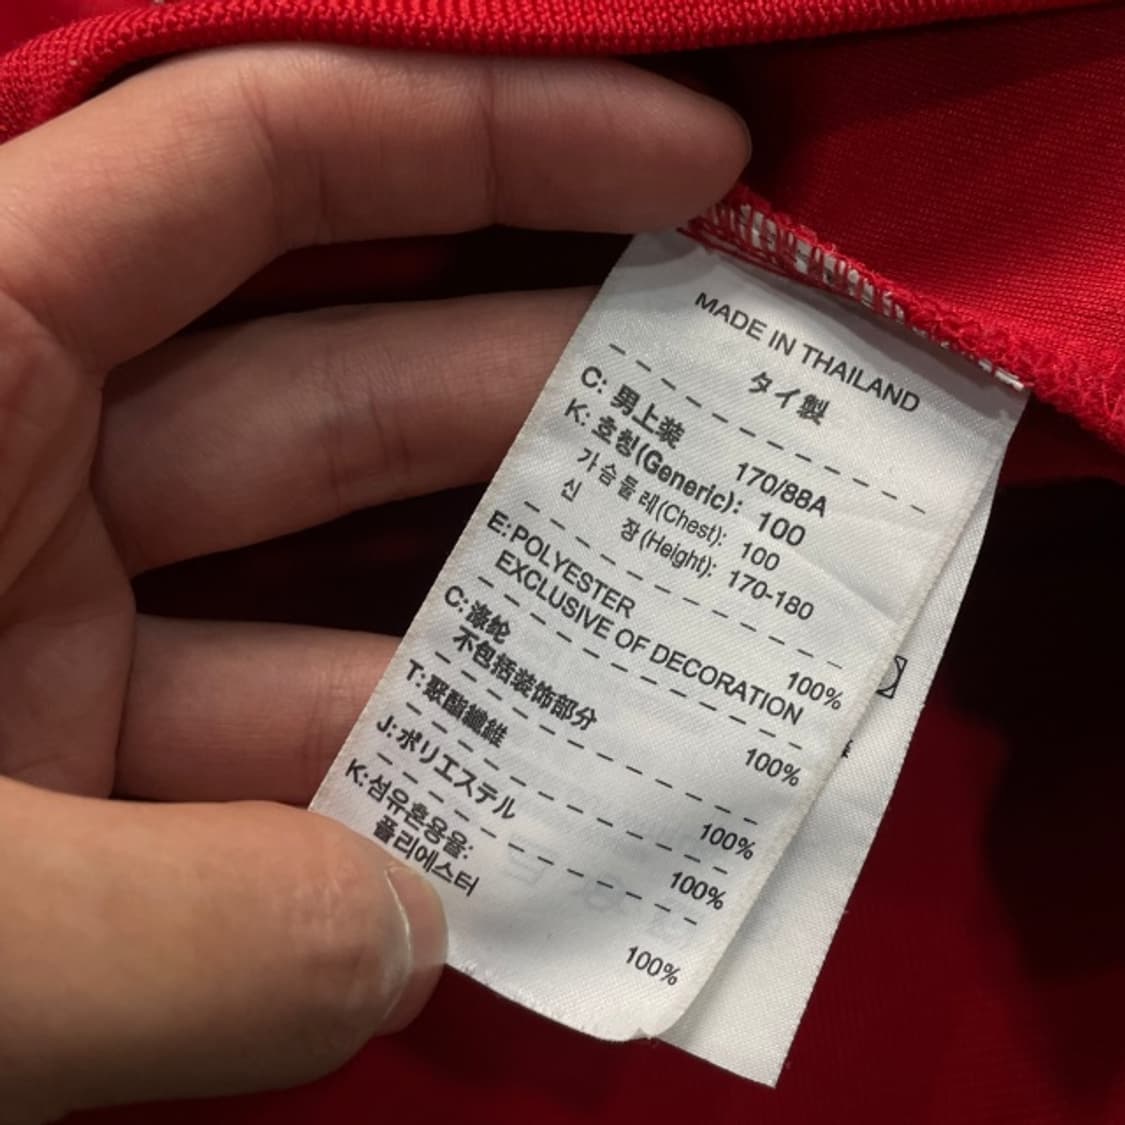 MADE IN THAILAND
タイ製
C: 男上装 170/88A
K: 호칭(Generic): 100
가슴둘레(Chest): 100
신 장(Height): 170-180
E: POLYESTER 100%
EXCLUSIVE OF DECORATION
C: 涤纶 100%
不包括装饰部分
T: 聚酯纖維 100%
J: ポリエステル 100%
K: 섬유혼용율:
폴리에스터 100%